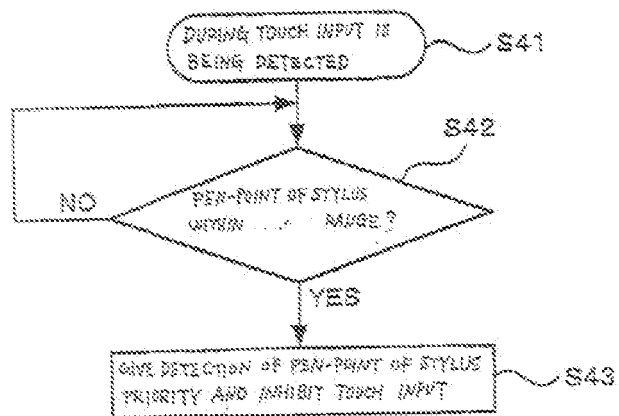 DURING TOUCH INPUT IS
BEING DETECTED
S41
S42
PEN-POINT OF STYLUS
WITHIN RANGE?
NO
YES
GIVE DETECTION OF PEN-POINT OF STYLUS
PRIORITY AND INHIBIT TOUCH INPUT
S43